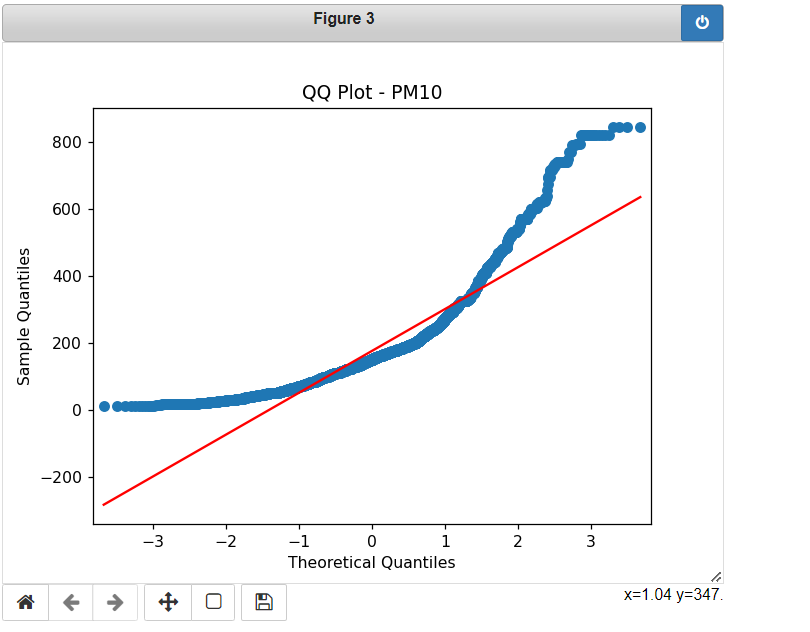 Figure 3
QQ Plot - PM10
800
600
400
200
0
−200
Sample Quantiles
−3 −2 −1 0 1 2 3
Theoretical Quantiles
x=1.04 y=347.